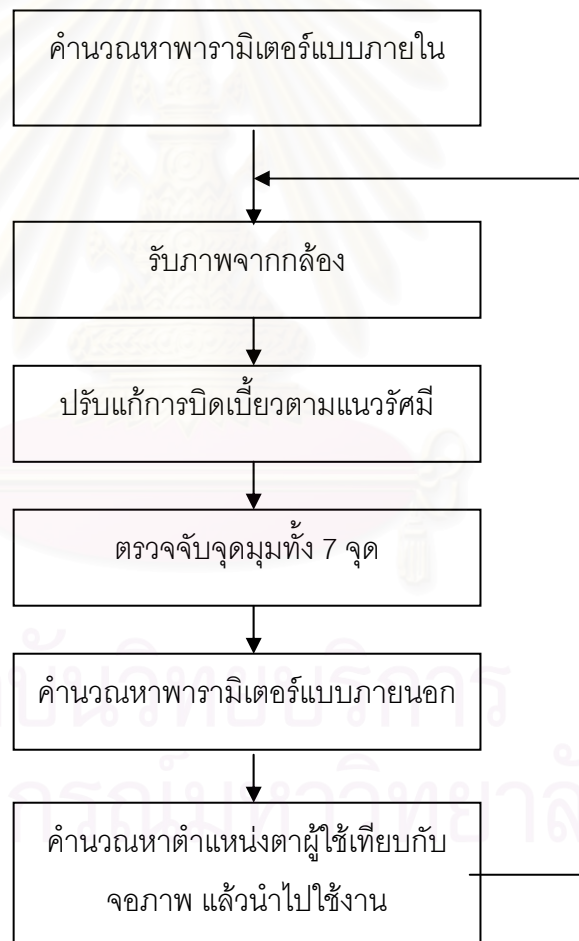 คำนวณหาพารามิเตอร์แบบภายใน
รับภาพจากกล้อง
ปรับแก้การบิดเบี้ยวตามแนวรัศมี
ตรวจจับจุดมุมทั้ง 7 จุด
คำนวณหาพารามิเตอร์แบบภายนอก
คำนวณหาตำแหน่งตาผู้ใช้เทียบกับ
จอภาพ แล้วนำไปใช้งาน